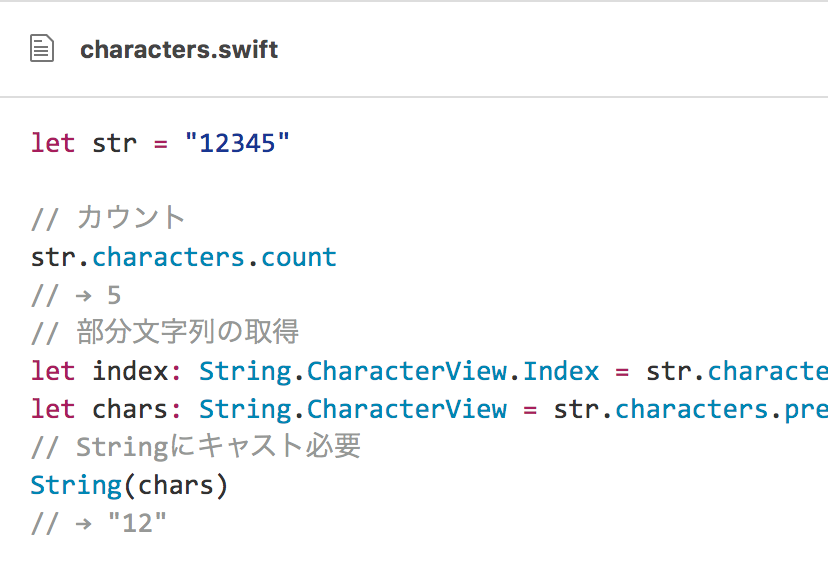 characters.swift
let str = "12345"
// カウント
str.characters.count
// → 5
// 部分文字列の取得
let index: String.CharacterView.Index = str.characte
let chars: String.CharacterView = str.characters.pre
// Stringにキャスト必要
String(chars)
// → "12"